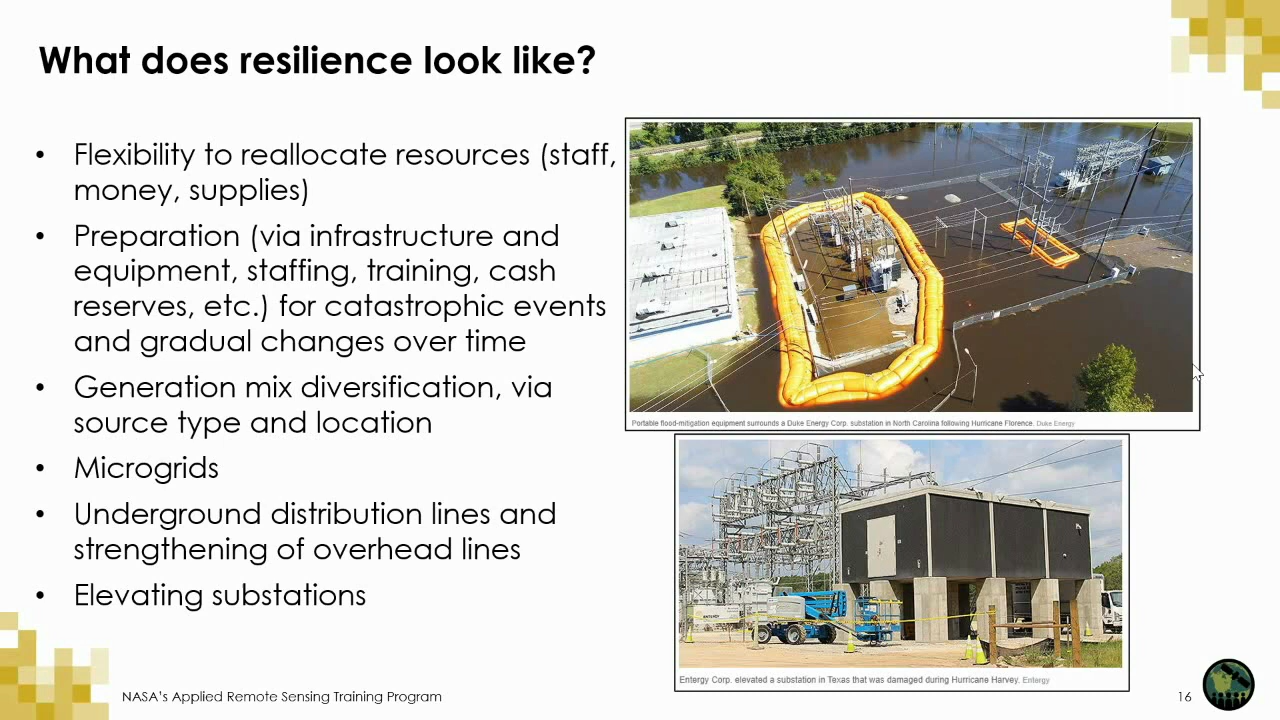 What does resilience look like?
• Flexibility to reallocate resources (staff,
money, supplies)
• Preparation (via infrastructure and
equipment, staffing, training, cash
reserves, etc.) for catastrophic events
and gradual changes over time
• Generation mix diversification, via
source type and location
• Microgrids
• Underground distribution lines and
strengthening of overhead lines
• Elevating substations
Portable flood-mitigation equipment surrounds a Duke Energy Corp. substation in North Carolina following Hurricane Florence. Duke Energy
Entergy Corp. elevated a substation in Texas that was damaged during Hurricane Harvey. Entergy
NASA's Applied Remote Sensing Training Program
16